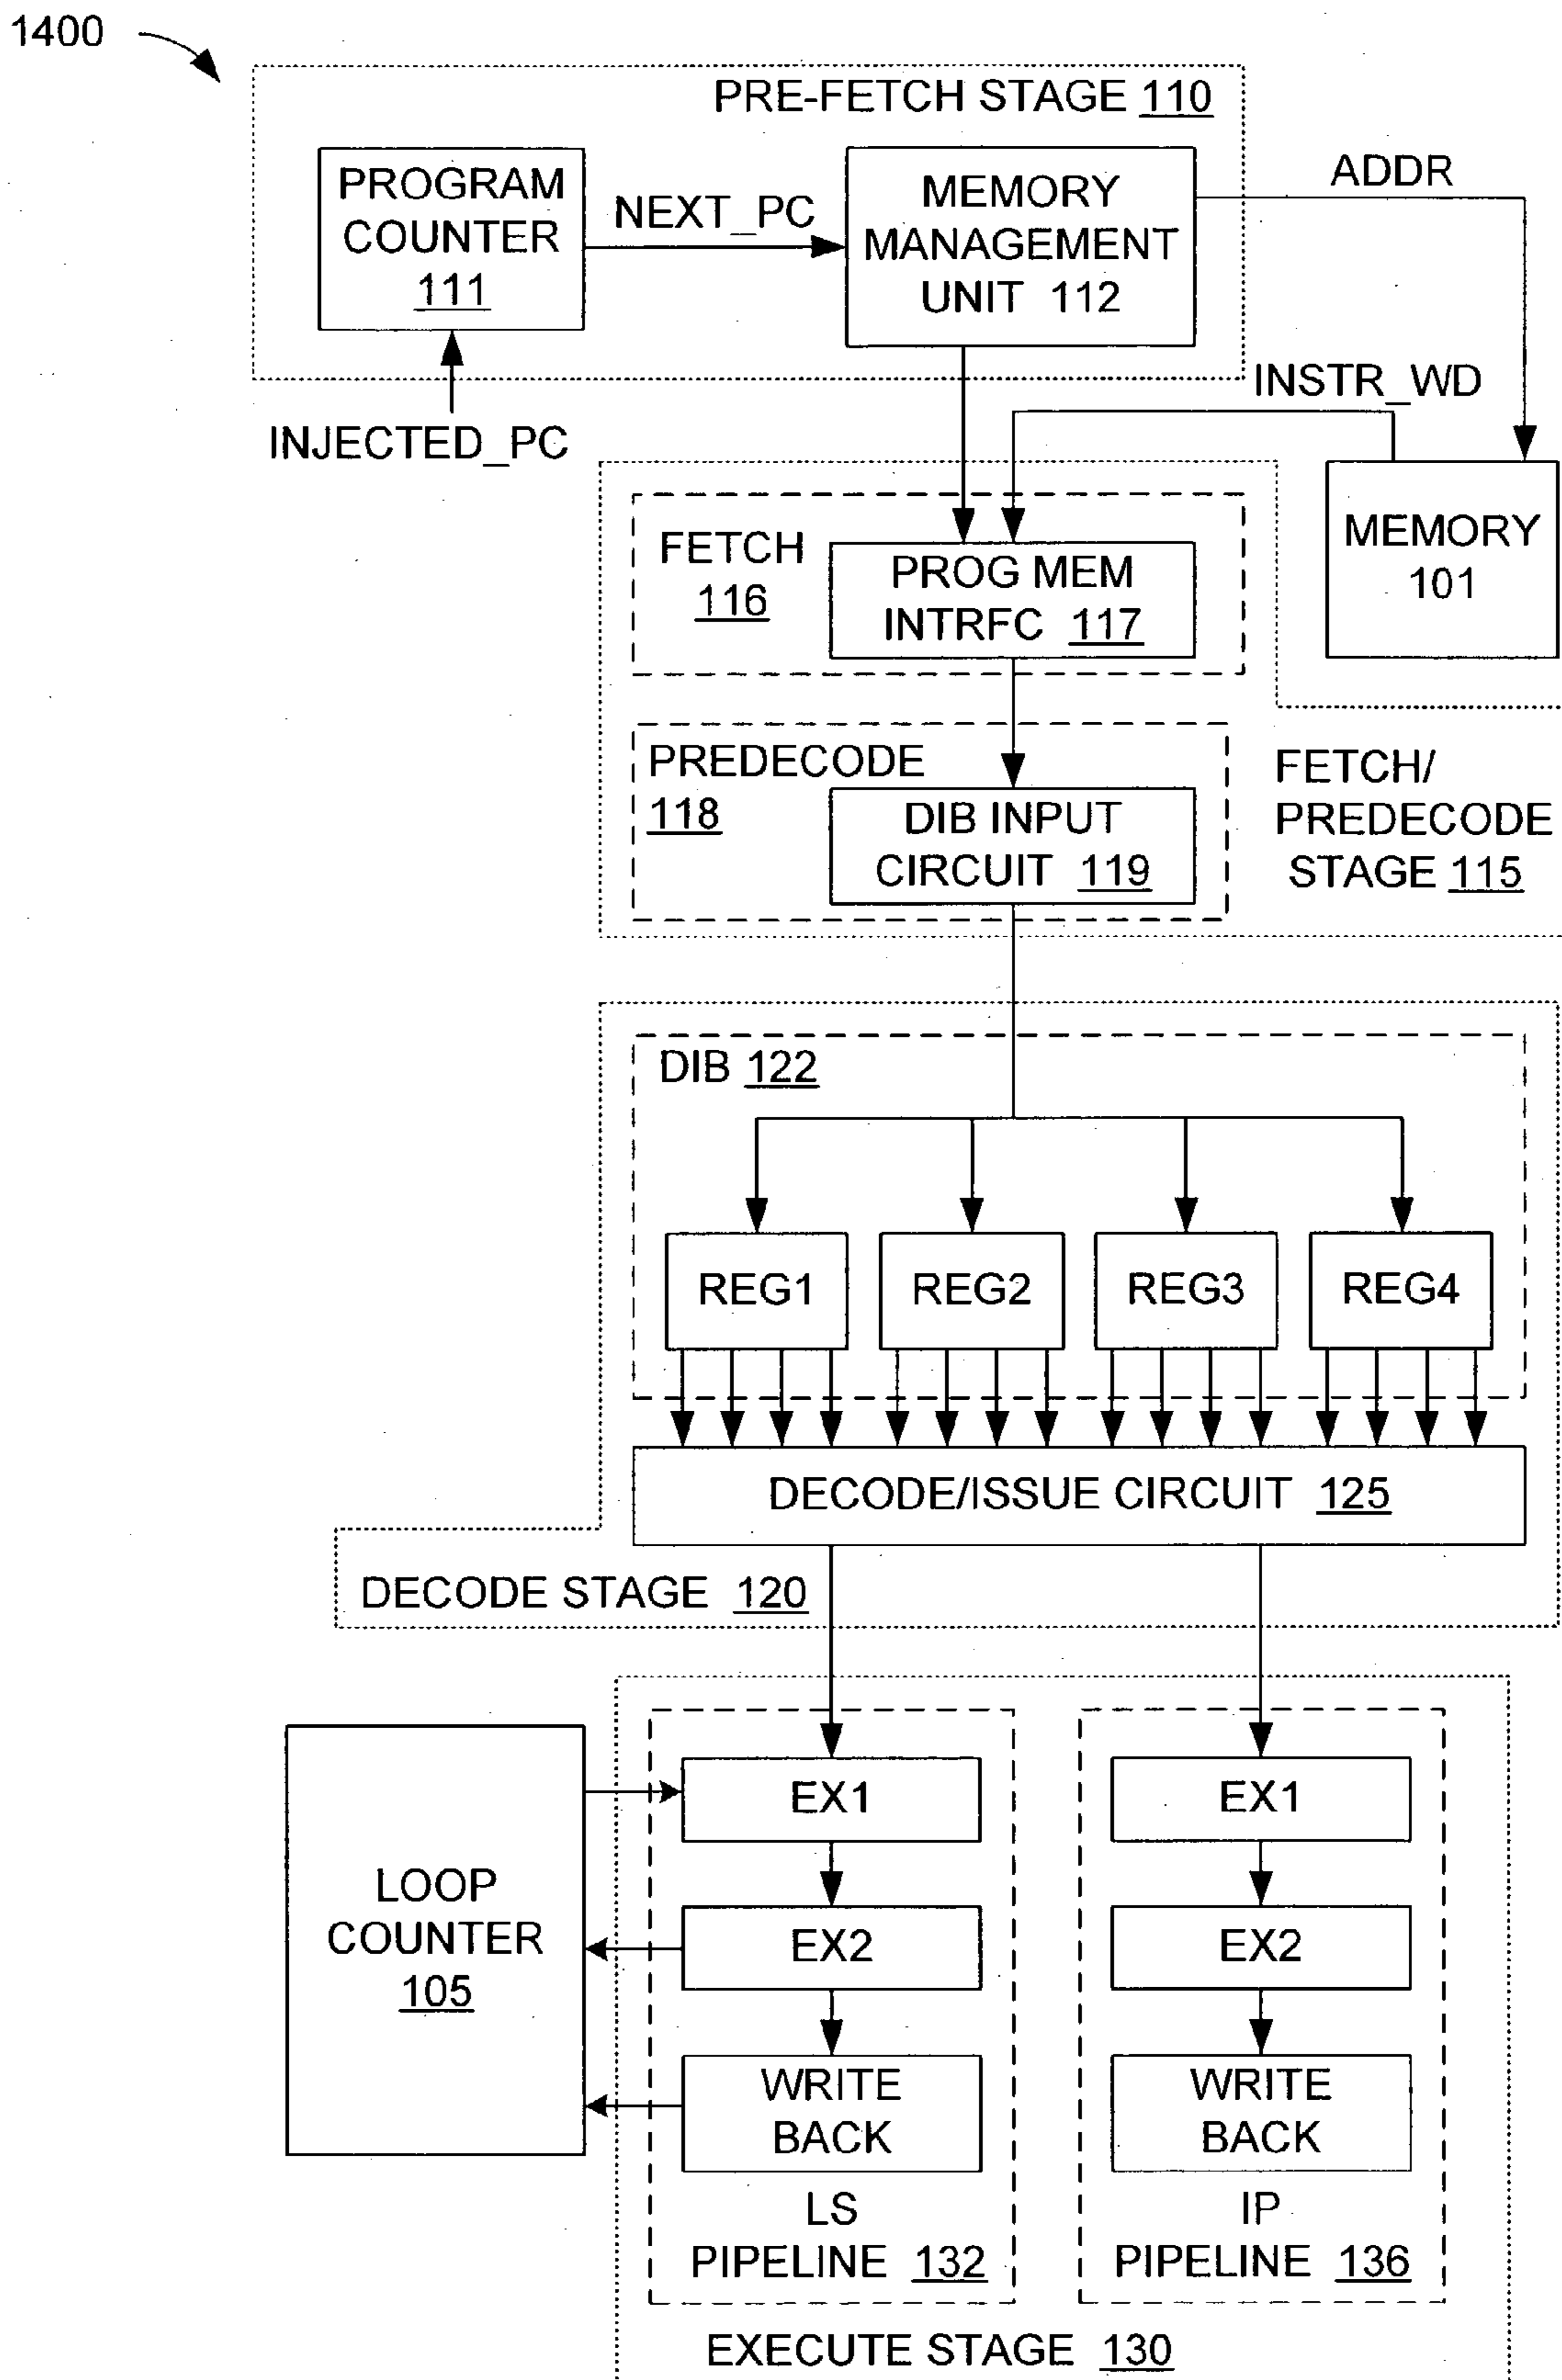 1400
PRE-FETCH STAGE 110
PROGRAM
COUNTER
111
NEXT_PC
MEMORY
MANAGEMENT
UNIT 112
ADDR
INJECTED_PC
INSTR_WD
MEMORY
101
FETCH
116
PROG MEM
INTRFC 117
PREDECODE
118
DIB INPUT
CIRCUIT 119
FETCH/
PREDECODE
STAGE 115
DIB 122
REG1
REG2
REG3
REG4
DECODE/ISSUE CIRCUIT 125
DECODE STAGE 120
LOOP
COUNTER
105
EX1
EX2
WRITE
BACK
LS
PIPELINE 132
EX1
EX2
WRITE
BACK
IP
PIPELINE 136
EXECUTE STAGE 130